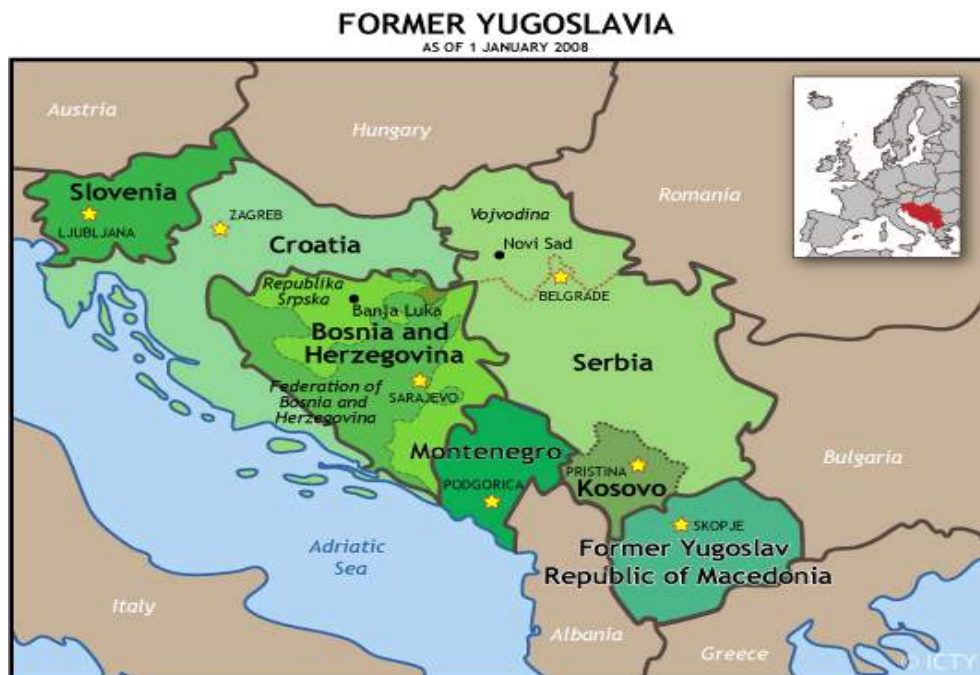 FORMER YUGOSLAVIA
AS OF 1 JANUARY 2008
Austria
Hungary
Romania
Slovenia
LJUBLJANA
ZAGREB
Croatia
Vojvodina
Novi Sad
BELGRADE
Republika
Srpska
Banja Luka
Bosnia and
Herzegovina
Serbia
Federation of
Bosnia and
Herzegovina
SARAJEVO
Montenegro
PODGORICA
PRISTINA
Kosovo
Bulgaria
SKOPJE
Former Yugoslav
Republic of Macedonia
Adriatic
Sea
Italy
Albania
Greece
© ICTY